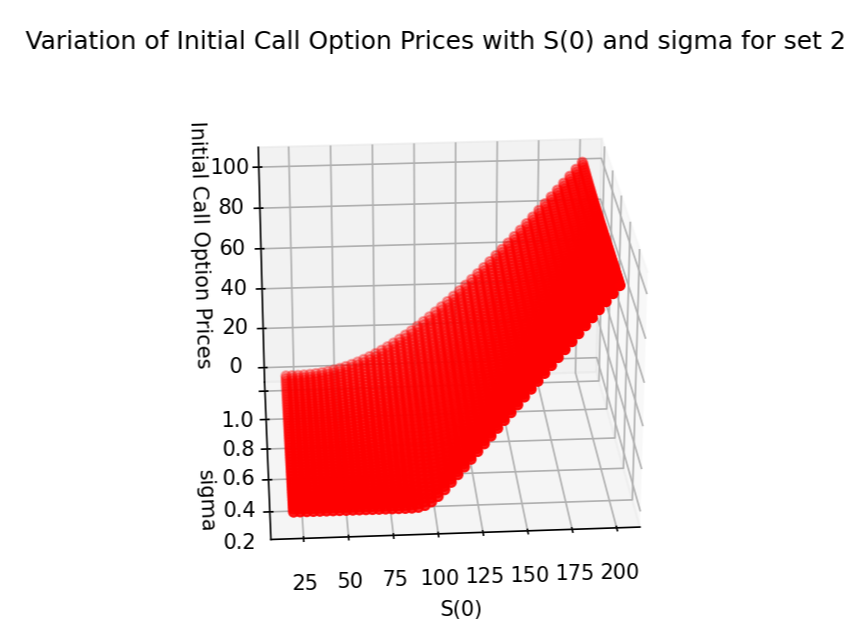 Variation of Initial Call Option Prices with S(0) and sigma for set 2
Initial Call Option Prices
100
80
60
40
20
0
sigma
1.0
0.8
0.6
0.4
0.2
25 50 75 100 125 150 175 200
S(0)